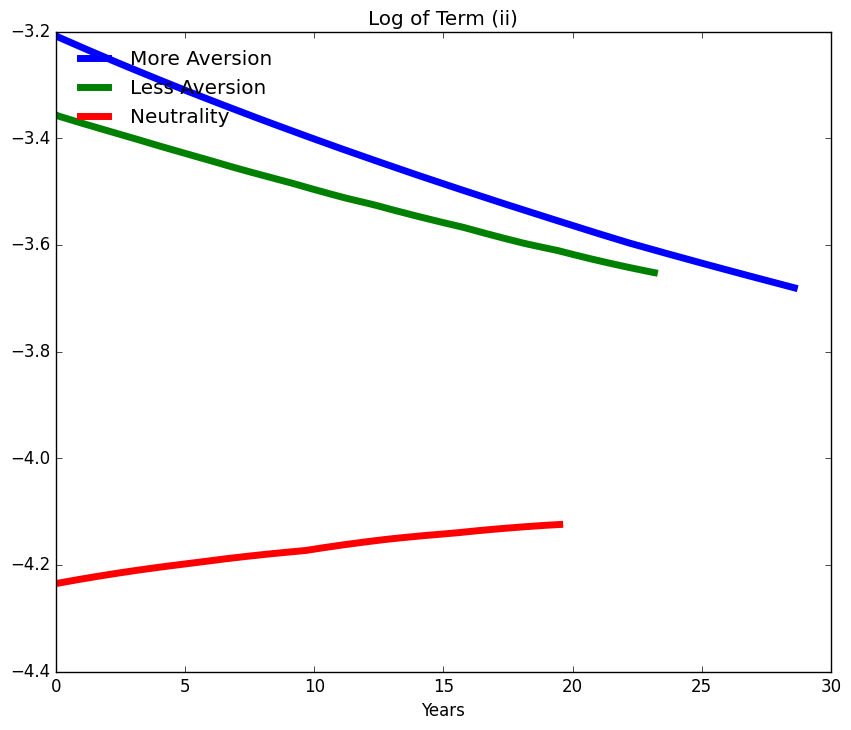 Log of Term (ii)
−3.2
−3.4
−3.6
−3.8
−4.0
−4.2
−4.4
More Aversion
Less Aversion
Neutrality
0 5 10 15 20 25 30
Years